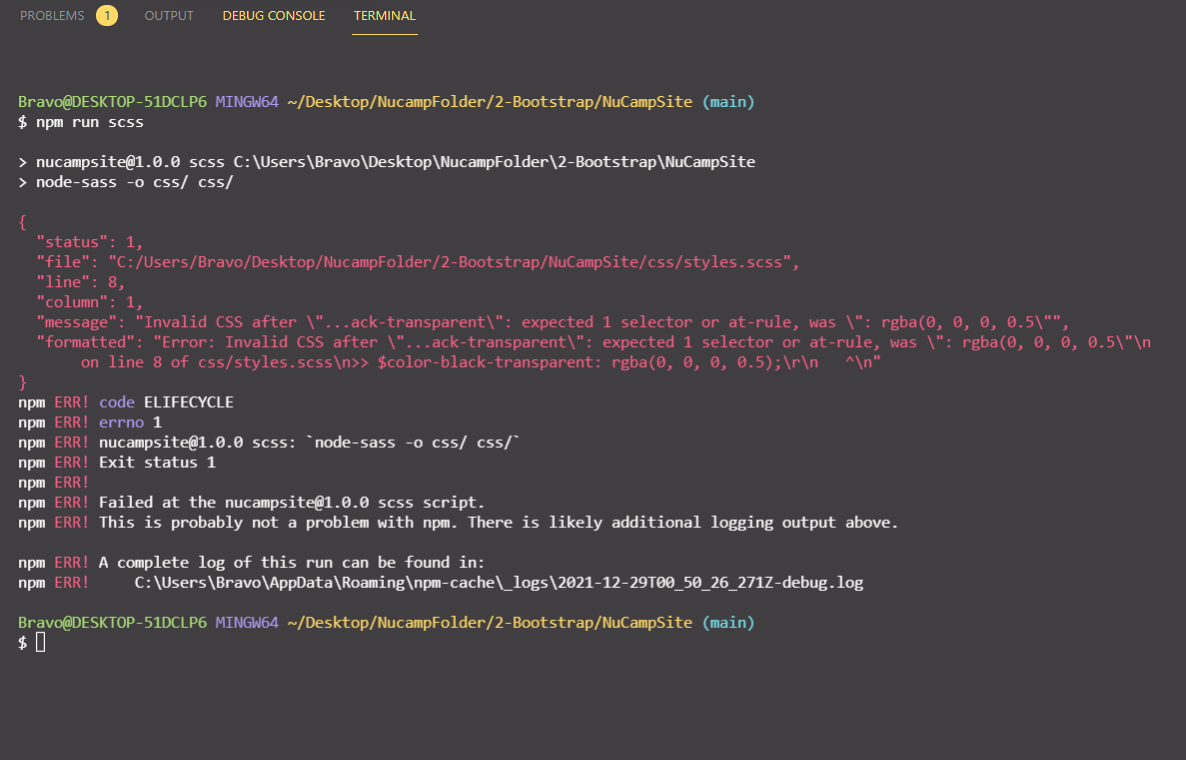 PROBLEMS 1 OUTPUT DEBUG CONSOLE TERMINAL
Bravo@DESKTOP-51DCLP6 MINGW64 ~/Desktop/NucampFolder/2-Bootstrap/NuCampSite (main)
$ npm run scss
> nucampsite@1.0.0 scss C:\Users\Bravo\Desktop\NucampFolder\2-Bootstrap\NuCampSite
> node-sass -o css/ css/
{
  "status": 1,
  "file": "C:/Users/Bravo/Desktop/NucampFolder/2-Bootstrap/NuCampSite/css/styles.scss",
  "line": 8,
  "column": 1,
  "message": "Invalid CSS after \"...ack-transparent\": expected 1 selector or at-rule, was \": rgba(0, 0, 0, 0.5\"",
  "formatted": "Error: Invalid CSS after \"...ack-transparent\": expected 1 selector or at-rule, was \": rgba(0, 0, 0, 0.5\"\n
       on line 8 of css/styles.scss\n>> $color-black-transparent: rgba(0, 0, 0, 0.5);\r\n   ^\n"
}
npm ERR! code ELIFECYCLE
npm ERR! errno 1
npm ERR! nucampsite@1.0.0 scss: `node-sass -o css/ css/`
npm ERR! Exit status 1
npm ERR!
npm ERR! Failed at the nucampsite@1.0.0 scss script.
npm ERR! This is probably not a problem with npm. There is likely additional logging output above.
npm ERR! A complete log of this run can be found in:
npm ERR!     C:\Users\Bravo\AppData\Roaming\npm-cache\_logs\2021-12-29T00_50_26_271Z-debug.log
Bravo@DESKTOP-51DCLP6 MINGW64 ~/Desktop/NucampFolder/2-Bootstrap/NuCampSite (main)
$